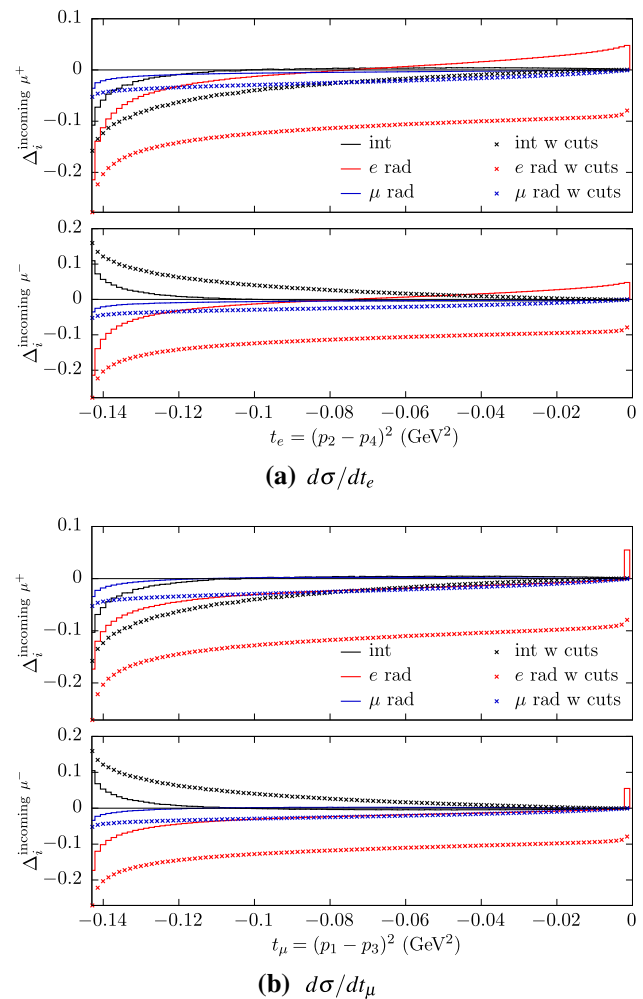 0.1
0
−0.1
−0.2
Δ_i^{incoming μ^+}
int
e rad
μ rad
int w cuts
e rad w cuts
μ rad w cuts
0.2
0.1
0
−0.1
−0.2
Δ_i^{incoming μ^−}
−0.14 −0.12 −0.1 −0.08 −0.06 −0.04 −0.02 0
t_e = (p_2 − p_4)^2 (GeV^2)
(a) dσ/dt_e
0.1
0
−0.1
−0.2
Δ_i^{incoming μ^+}
int
e rad
μ rad
int w cuts
e rad w cuts
μ rad w cuts
0.2
0.1
0
−0.1
−0.2
Δ_i^{incoming μ^−}
−0.14 −0.12 −0.1 −0.08 −0.06 −0.04 −0.02 0
t_μ = (p_1 − p_3)^2 (GeV^2)
(b) dσ/dt_μ